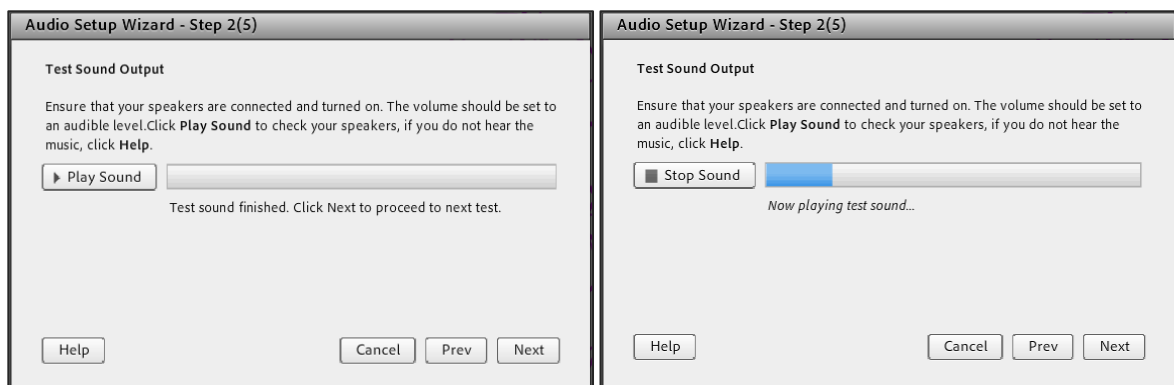 Audio Setup Wizard - Step 2(5)
Test Sound Output
Ensure that your speakers are connected and turned on. The volume should be set to
an audible level.Click Play Sound to check your speakers, if you do not hear the
music, click Help.
Play Sound
Test sound finished. Click Next to proceed to next test.
Help
Cancel
Prev
Next
Audio Setup Wizard - Step 2(5)
Test Sound Output
Ensure that your speakers are connected and turned on. The volume should be set to
an audible level.Click Play Sound to check your speakers, if you do not hear the
music, click Help.
Stop Sound
Now playing test sound...
Help
Cancel
Prev
Next